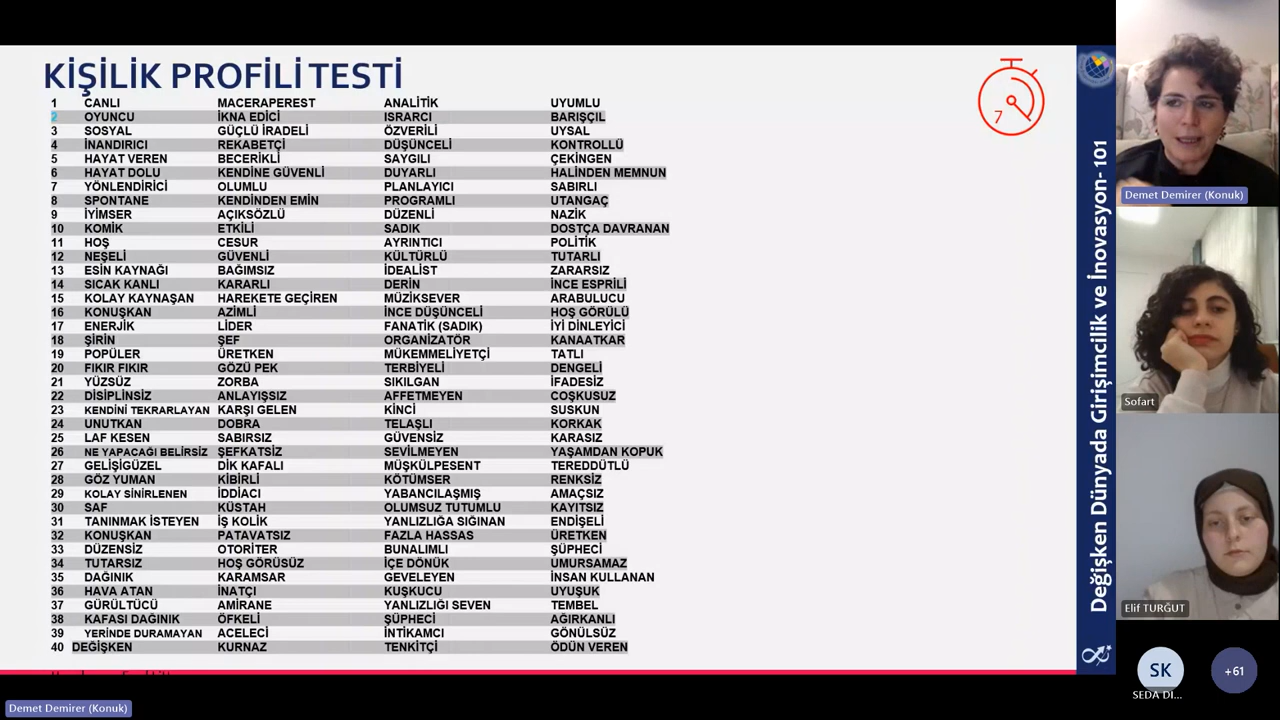 KİŞİLİK PROFİLİ TESTİ
7
1 CANLI MACERAPEREST ANALİTİK UYUMLU
2 OYUNCU İKNA EDİCİ ISRARCI BARIŞÇIL
3 SOSYAL GÜÇLÜ İRADELİ ÖZVERİLİ UYSAL
4 İNANDIRICI REKABETÇİ DÜŞÜNCELİ KONTROLLÜ
5 HAYAT VEREN BECERİKLİ SAYGILI ÇEKİNGEN
6 HAYAT DOLU KENDİNE GÜVENLİ DUYARLI HALİNDEN MEMNUN
7 YÖNLENDİRİCİ OLUMLU PLANLAYICI SABIRLI
8 SPONTANE KENDİNDEN EMİN PROGRAMLI UTANGAÇ
9 İYİMSER AÇIKSÖZLÜ DÜZENLİ NAZİK
10 KOMİK ETKİLİ SADIK DOSTÇA DAVRANAN
11 HOŞ CESUR AYRINTICI POLİTİK
12 NEŞELİ GÜVENLİ KÜLTÜRLÜ TUTARLI
13 ESİN KAYNAĞI BAĞIMSIZ İDEALİST ZARARSIZ
14 SICAK KANLI KARARLI DERİN İNCE ESPRİLİ
15 KOLAY KAYNAŞAN HAREKETE GEÇİREN MÜZİKSEVER ARABULUCU
16 KONUŞKAN AZİMLİ İNCE DÜŞÜNCELİ HOŞ GÖRÜLÜ
17 ENERJİK LİDER FANATİK (SADIK) İYİ DİNLEYİCİ
18 ŞİRİN ŞEF ORGANİZATÖR KANAATKAR
19 POPÜLER ÜRETKEN MÜKEMMELİYETÇİ TATLI
20 FIKIR FIKIR GÖZÜ PEK TERBİYELİ DENGELİ
21 YÜZSÜZ ZORBA SIKILGAN İFADESİZ
22 DİSİPLİNSİZ ANLAYIŞSIZ AFFETMEYEN COŞKUSUZ
23 KENDİNİ TEKRARLAYAN KARŞI GELEN KİNCİ SUSKUN
24 UNUTKAN DOBRA TELAŞLI KORKAK
25 LAF KESEN SABIRSIZ GÜVENSİZ KARASIZ
26 NE YAPACAĞI BELİRSİZ ŞEFKATSİZ SEVİLMEYEN YAŞAMDAN KOPUK
27 GELİŞİGÜZEL DİK KAFALI MÜŞKÜLPESENT TEREDDÜTLÜ
28 GÖZ YUMAN KİBİRLİ KÖTÜMSER RENKSİZ
29 KOLAY SİNİRLENEN İDDİACI YABANCILAŞMIŞ AMAÇSIZ
30 SAF KÜSTAH OLUMSUZ TUTUMLU KAYITSIZ
31 TANINMAK İSTEYEN İŞ KOLİK YANLIZLIĞA SIĞINAN ENDİŞELİ
32 KONUŞKAN PATAVATSIZ FAZLA HASSAS ÜRETKEN
33 DÜZENSİZ OTORİTER BUNALIMLI ŞÜPHECİ
34 TUTARSIZ HOŞ GÖRÜSÜZ İÇE DÖNÜK UMURSAMAZ
35 DAĞINIK KARAMSAR GEVELEYEN İNSAN KULLANAN
36 HAVA ATAN İNATÇI KUŞKUCU UYUŞUK
37 GÜRÜLTÜCÜ AMİRANE YANLIZLIĞI SEVEN TEMBEL
38 KAFASI DAĞINIK ÖFKELİ ŞÜPHECİ AĞIRKANLI
39 YERİNDE DURAMAYAN ACELECİ İNTİKAMCI GÖNÜLSÜZ
40 DEĞİŞKEN KURNAZ TENKİTÇİ ÖDÜN VEREN
Değişken Dünyada Girişimcilik ve İnovasyon- 101
Demet Demirer (Konuk)
Sofart
Elif TURĞUT
SK
SEDA DI...
+61
Demet Demirer (Konuk)